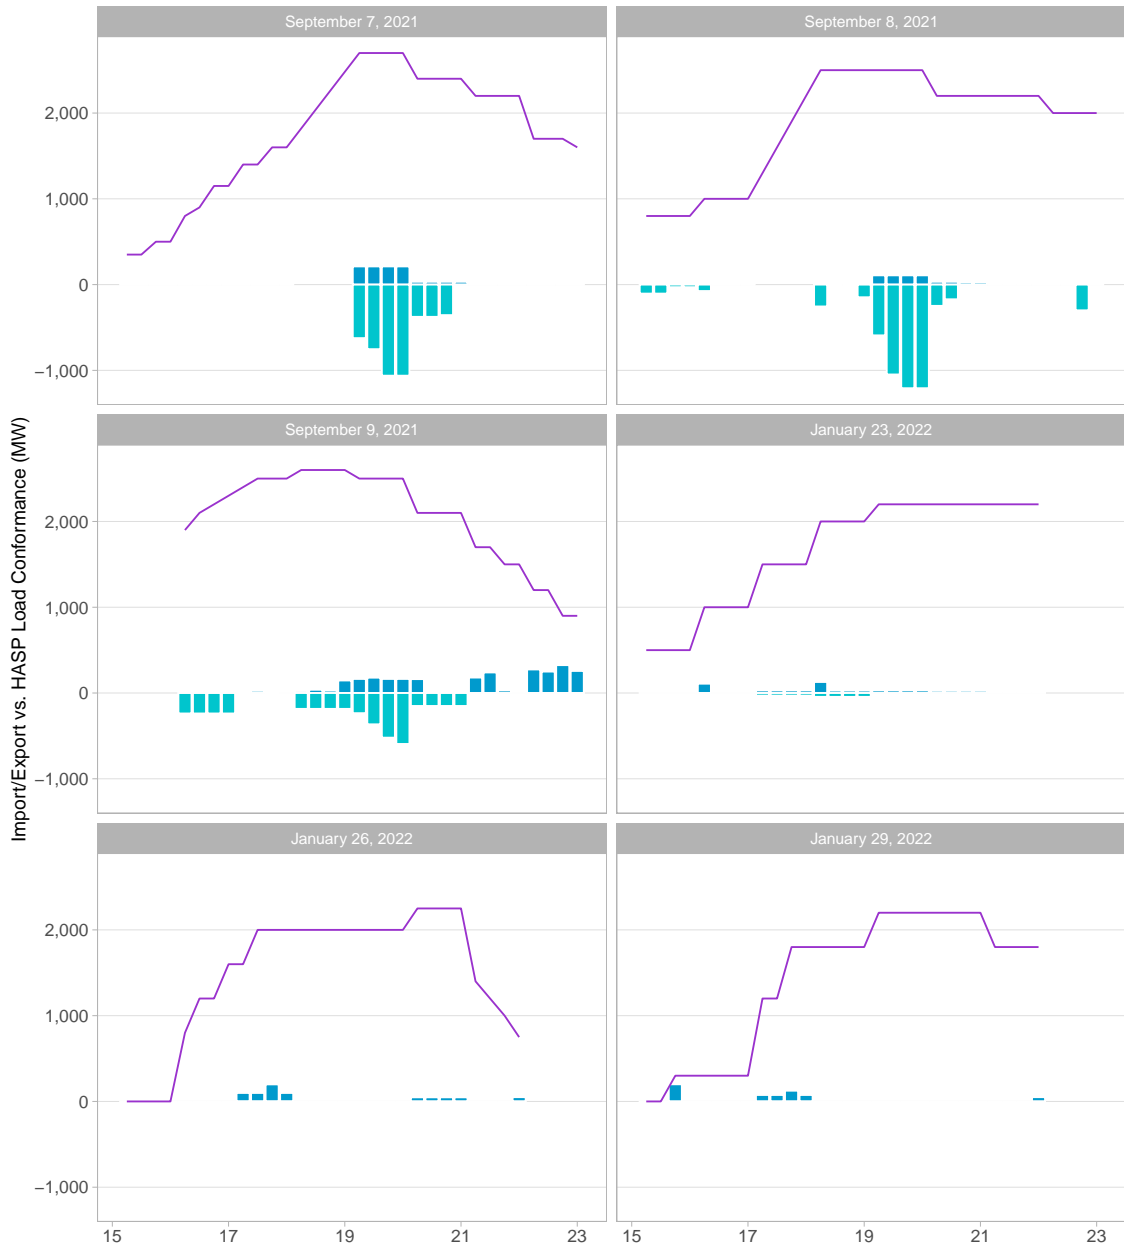 September 7, 2021
September 8, 2021
2,000
1,000
0
−1,000
September 9, 2021
January 23, 2022
Import/Export vs. HASP Load Conformance (MW)
2,000
1,000
0
−1,000
January 26, 2022
January 29, 2022
2,000
1,000
0
−1,000
15 17 19 21 23 15 17 19 21 23